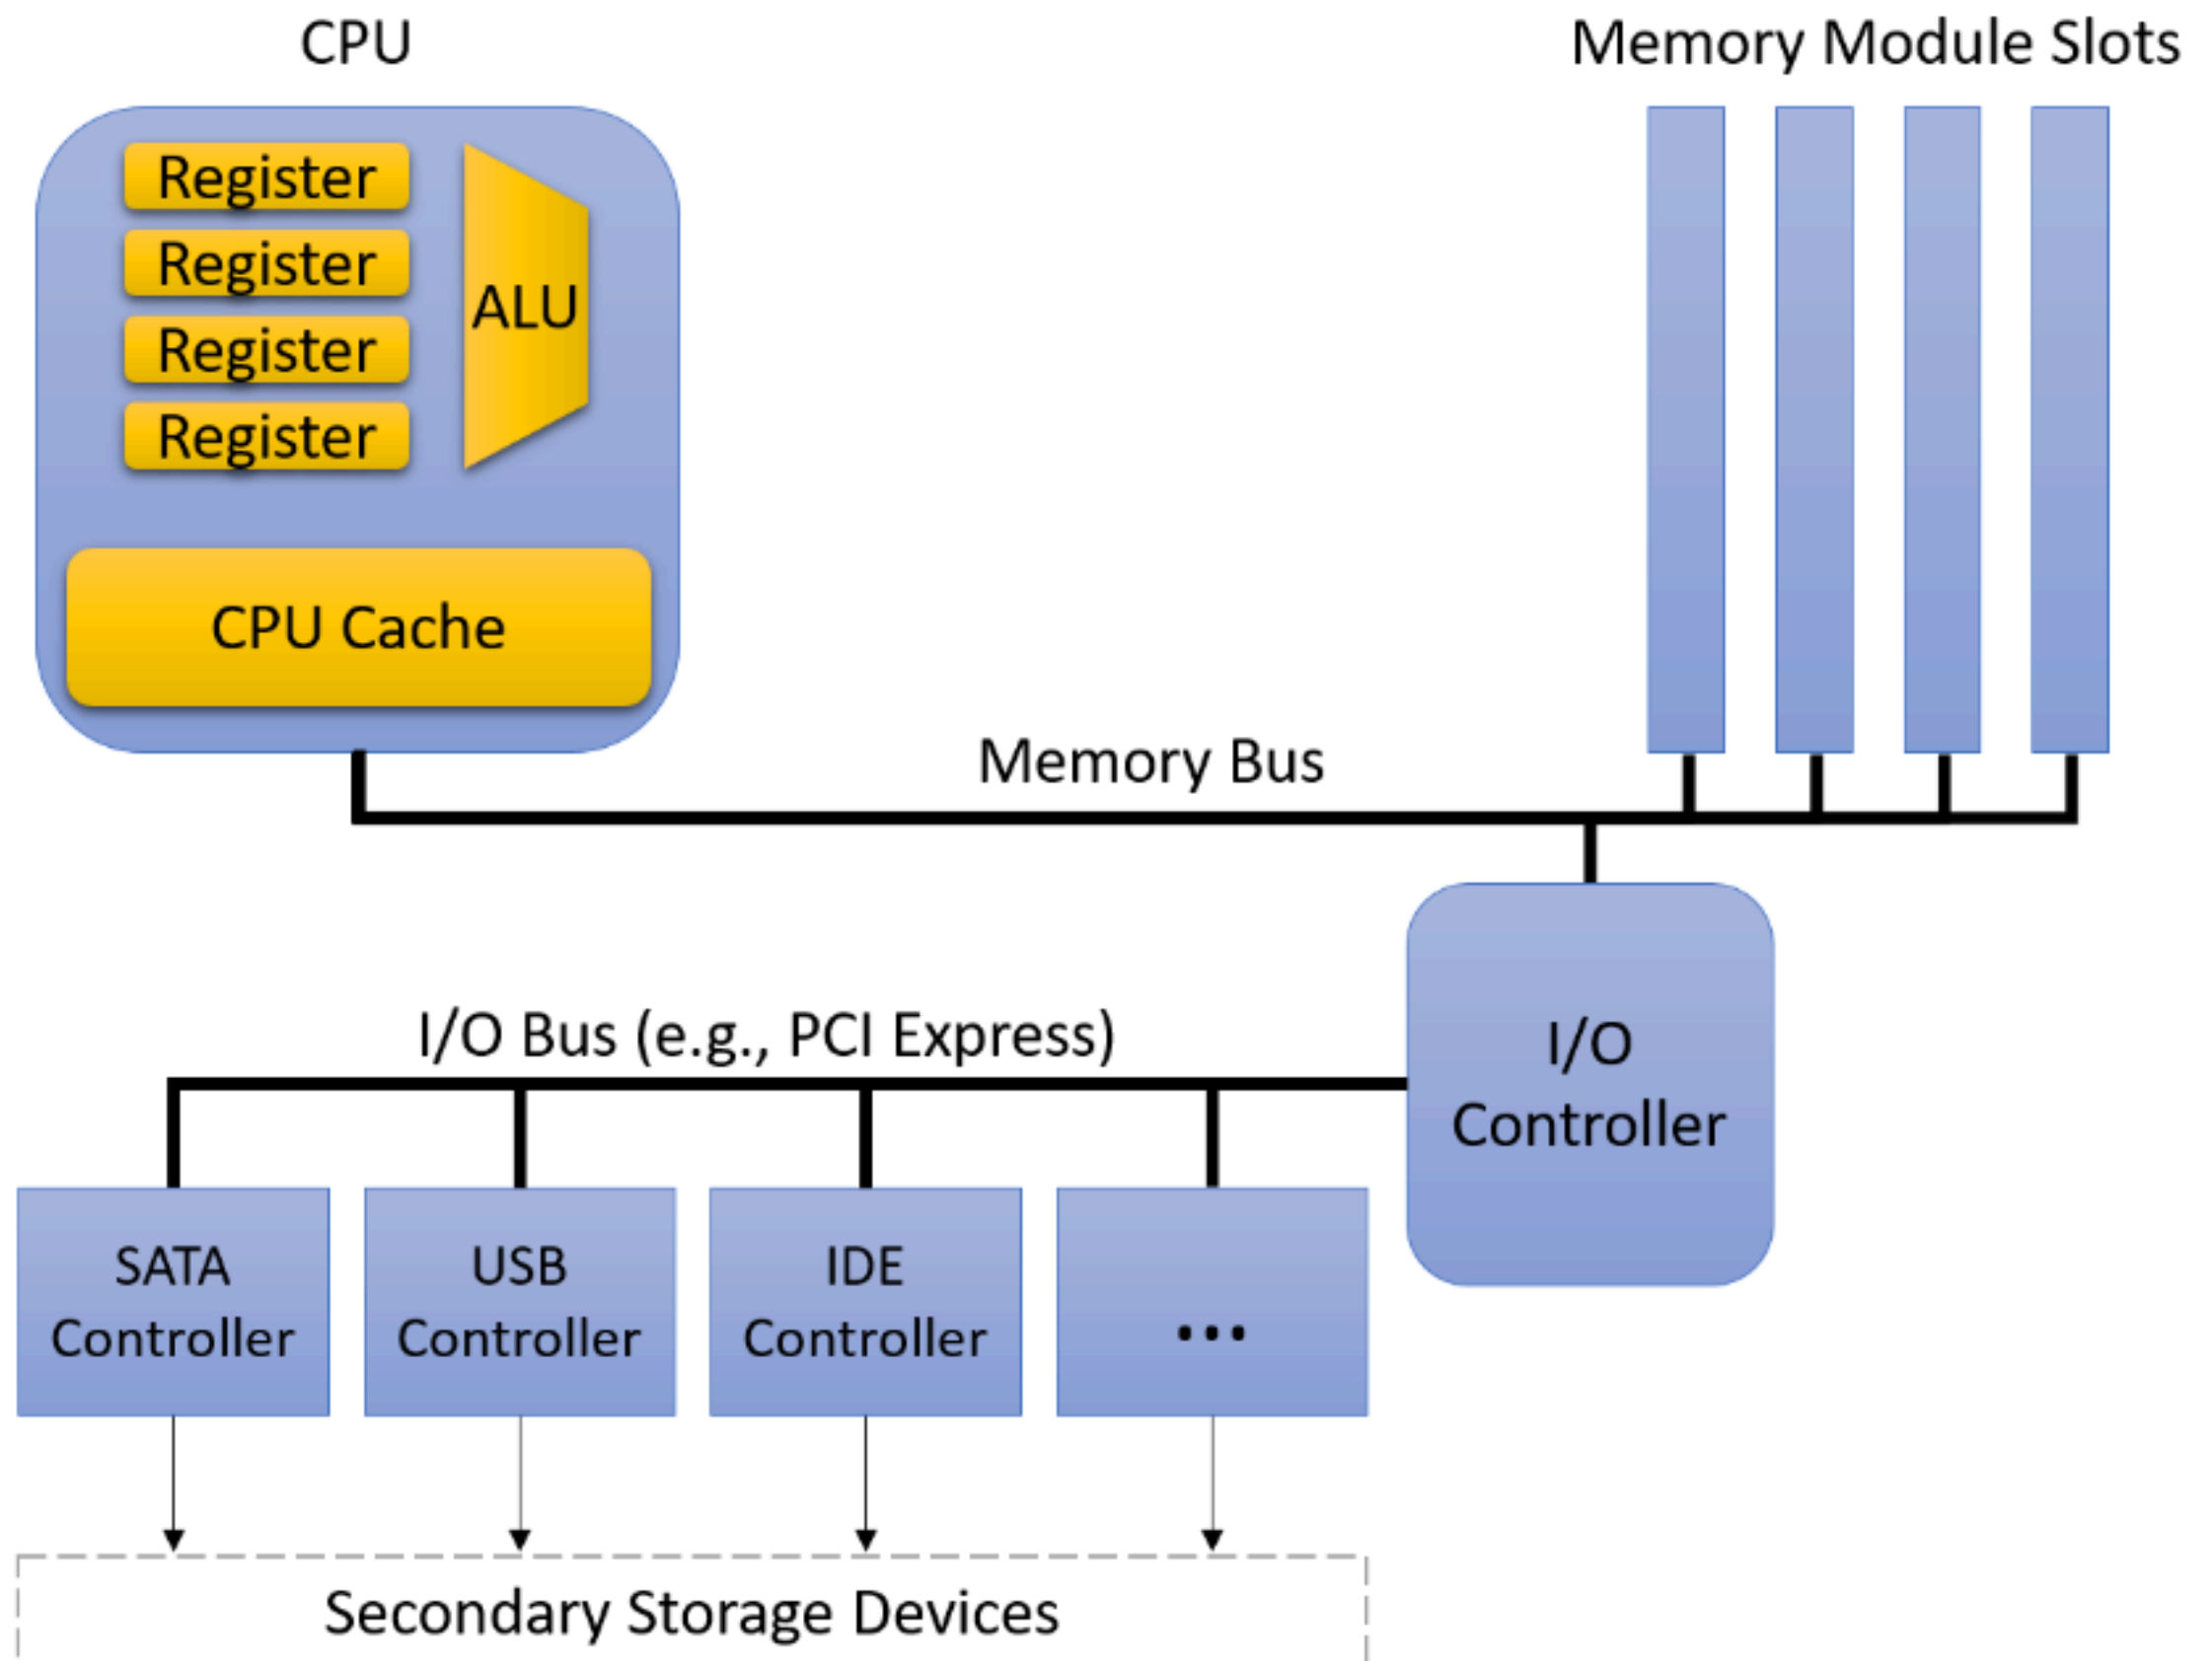 CPU
Memory Module Slots
Register
Register
Register
Register
ALU
CPU Cache
Memory Bus
I/O Bus (e.g., PCI Express)
I/O
Controller
SATA
Controller
USB
Controller
IDE
Controller
...
Secondary Storage Devices